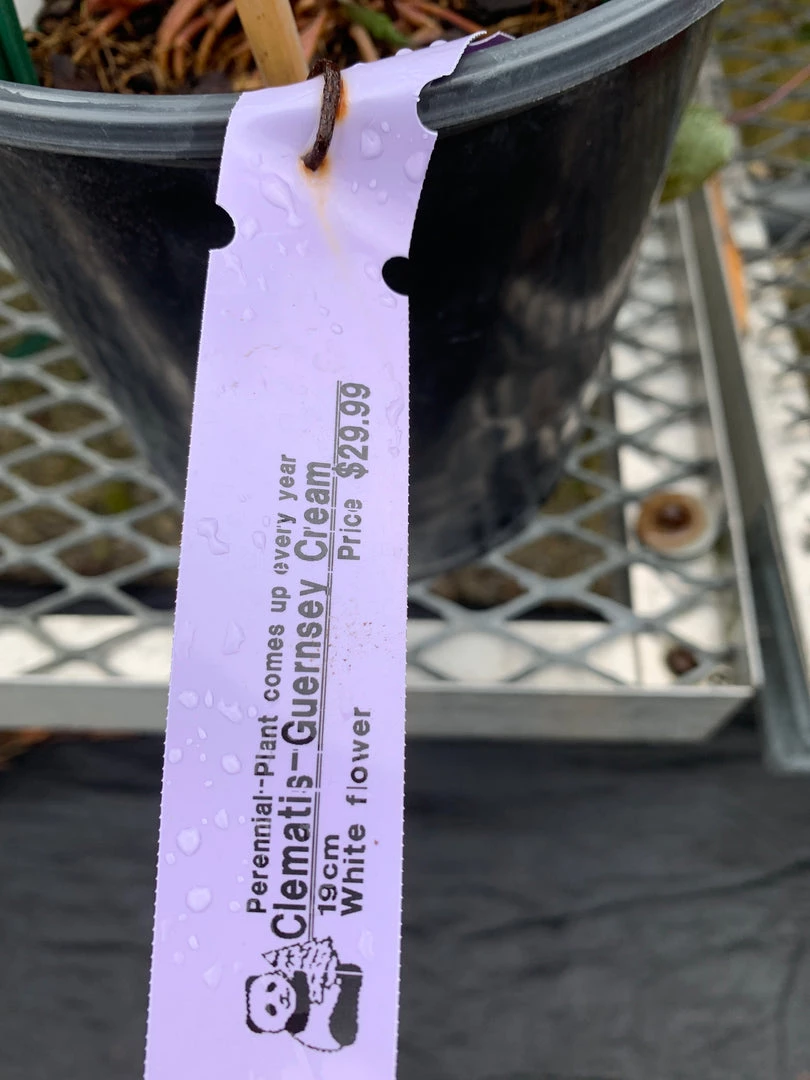 Perennial--Plant comes up every year
Clematis-Guernsey Cream
19cm Price $29.99
White flower